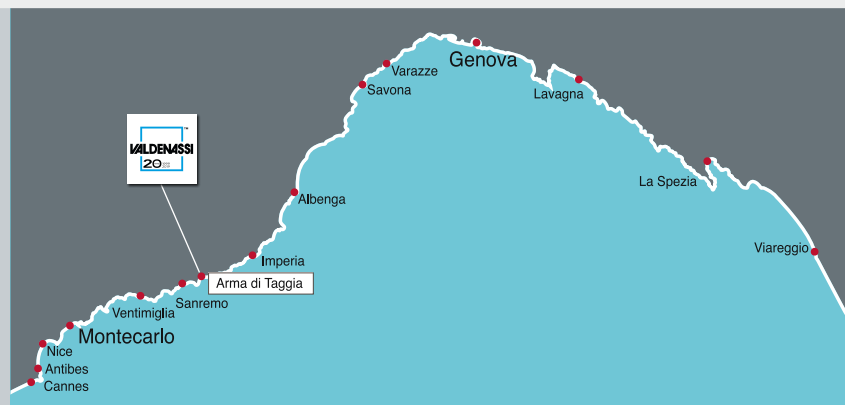 Genova
Varazze
Savona
Lavagna
VALDENASSI
20
La Spezia
Albenga
Viareggio
Imperia
Arma di Taggia
Sanremo
Ventimiglia
Montecarlo
Nice
Antibes
Cannes